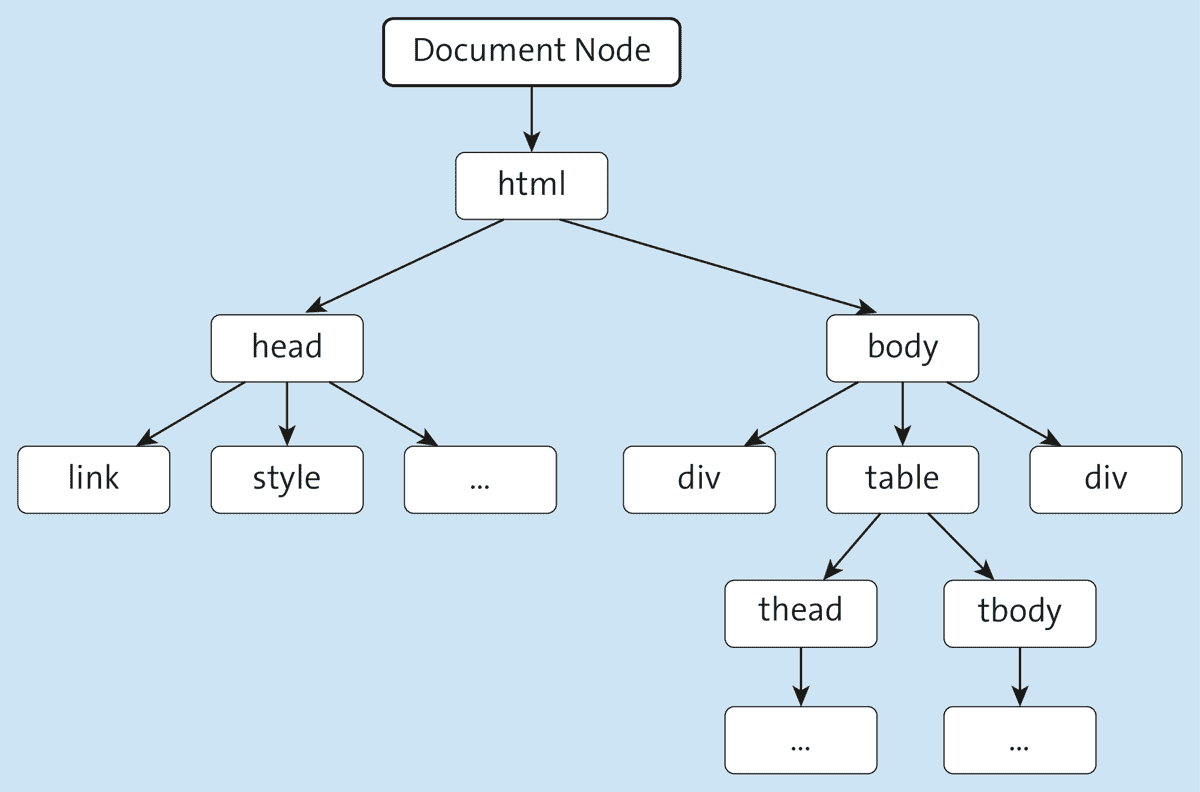 Document Node
html
head
body
link
style
...
div
table
div
thead
tbody
...
...